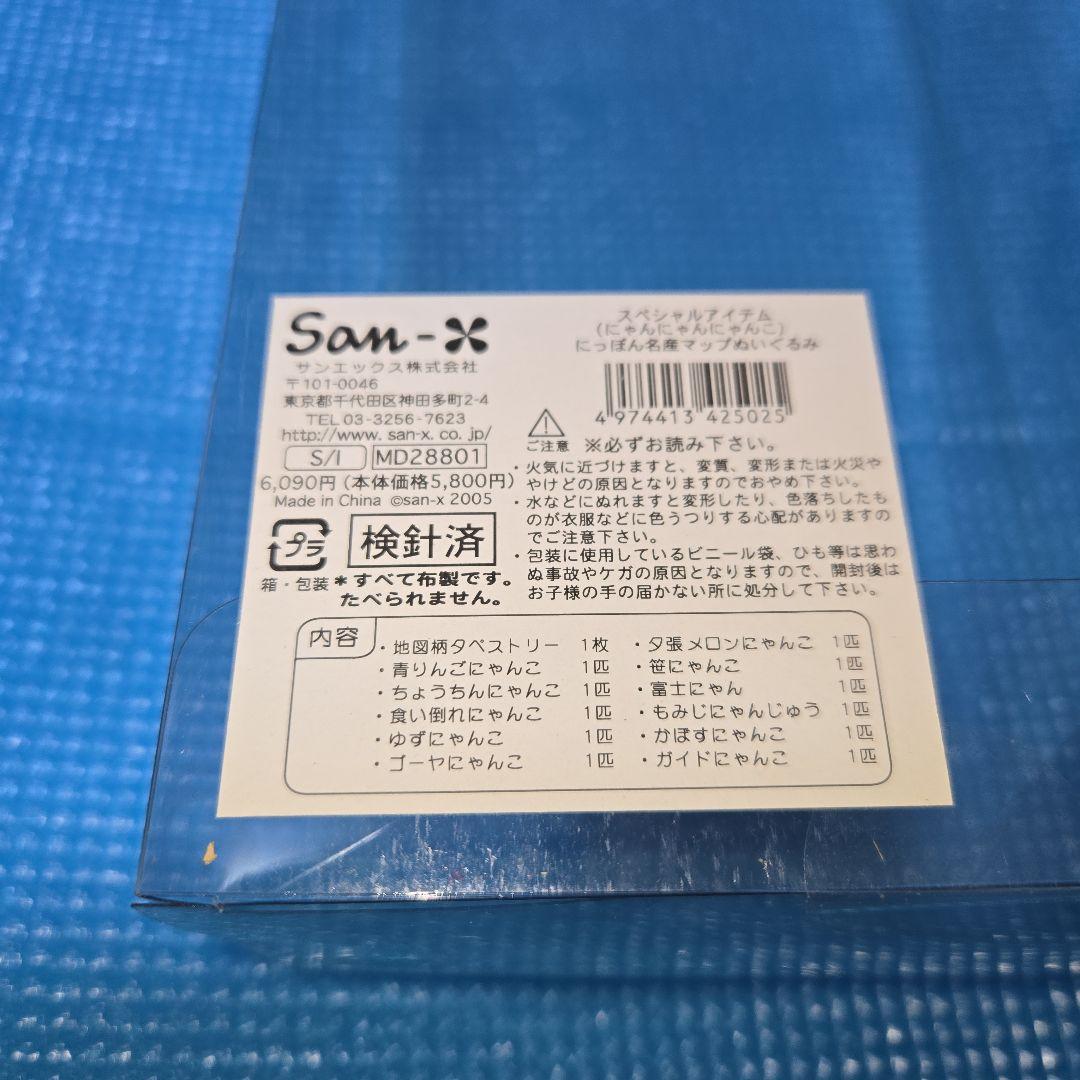 San-X
サンエックス株式会社
〒101-0046
東京都千代田区神田多町2-4
TEL 03-3256-7623
http://www. san-x. co. jp/
S/I MD28801
6,090円 (本体価格5,800円)
Made in China ©san-x 2005
プラ
検針済
箱・包装 *すべて布製です。
たべられません。
スペシャルアイテム
(にゃんにゃんにゃんこ)
にっぽん名産マップぬいぐるみ
4 974413 425025
ご注意 ※必ずお読み下さい。
・火気に近づけますと、変質、変形または火災や
やけどの原因となりますのでおやめ下さい。
・水などにぬれますと変形したり、色落ちしたも
のが衣服などに色うつりする心配がありますの
でご注意下さい。
・包装に使用しているビニール袋、ひも等は思わ
ぬ事故やケガの原因となりますので、開封後は
お子様の手の届かない所に処分して下さい。
内容
・地図柄タペストリー 1枚
・青りんごにゃんこ 1匹
・ちょうちんにゃんこ 1匹
・食い倒れにゃんこ 1匹
・ゆずにゃんこ 1匹
・ゴーヤにゃんこ 1匹
・夕張メロンにゃんこ 1匹
・笹にゃんこ 1匹
・富士にゃん 1匹
・もみじにゃんじゅう 1匹
・かぼすにゃんこ 1匹
・ガイドにゃんこ 1匹